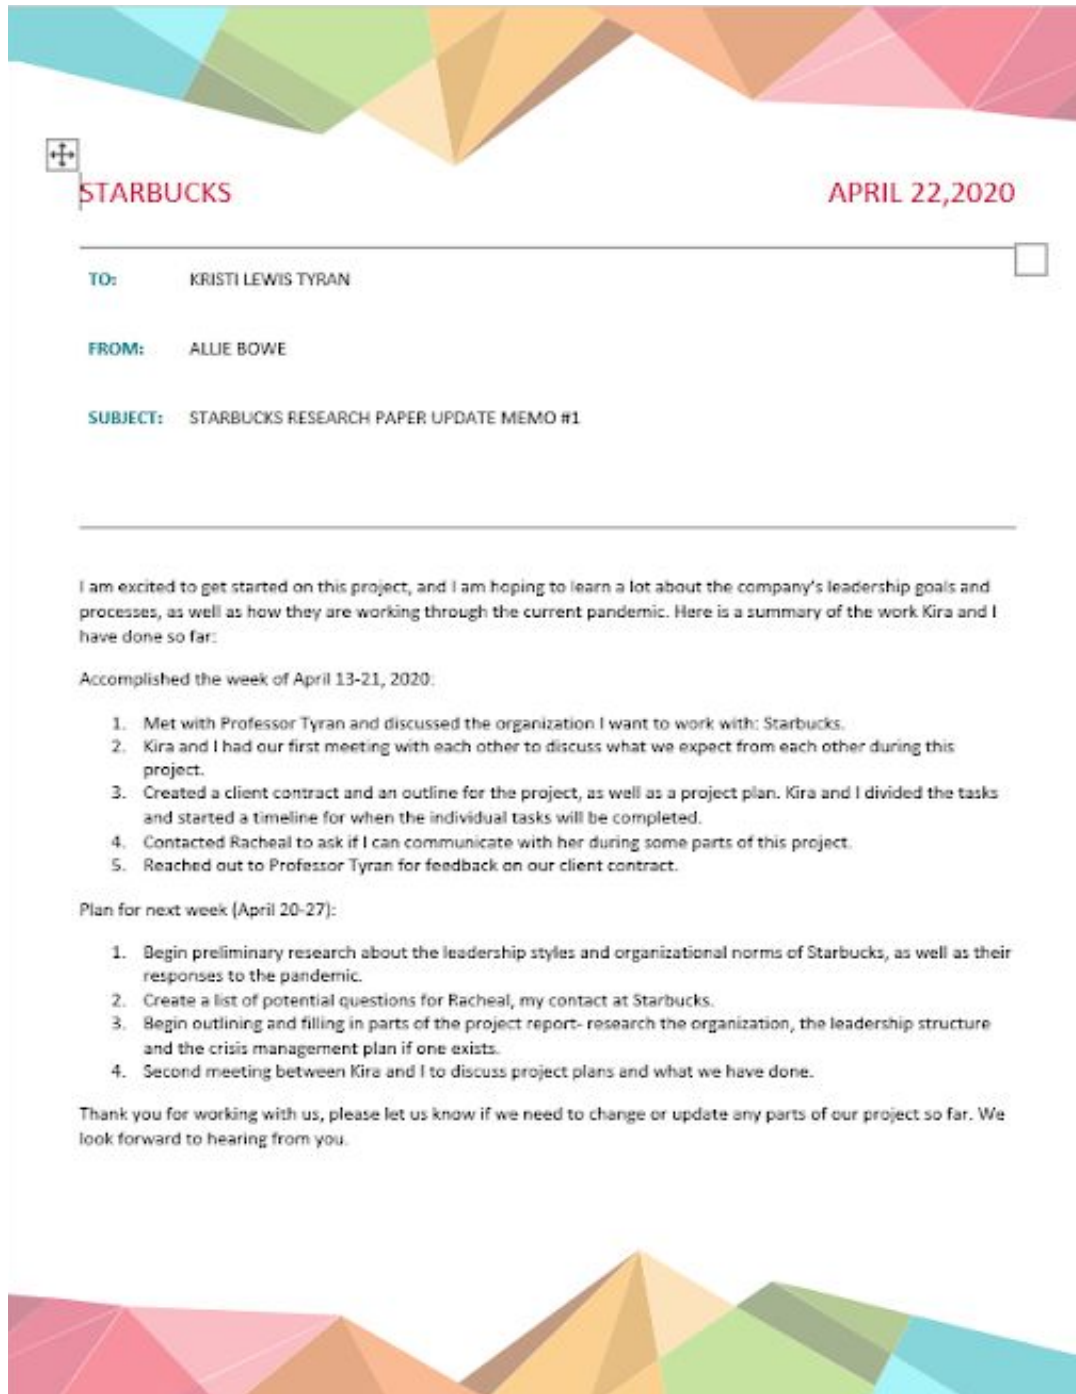 STARBUCKS APRIL 22,2020
TO: KRISTI LEWIS TYRAN
FROM: ALLIE BOWE
SUBJECT: STARBUCKS RESEARCH PAPER UPDATE MEMO #1
I am excited to get started on this project, and I am hoping to learn a lot about the company's leadership goals and
processes, as well as how they are working through the current pandemic. Here is a summary of the work Kira and I
have done so far:
Accomplished the week of April 13-21, 2020:
1. Met with Professor Tyran and discussed the organization I want to work with: Starbucks.
2. Kira and I had our first meeting with each other to discuss what we expect from each other during this
project.
3. Created a client contract and an outline for the project, as well as a project plan. Kira and I divided the tasks
and started a timeline for when the individual tasks will be completed.
4. Contacted Racheal to ask if I can communicate with her during some parts of this project.
5. Reached out to Professor Tyran for feedback on our client contract.
Plan for next week (April 20-27):
1. Begin preliminary research about the leadership styles and organizational norms of Starbucks, as well as their
responses to the pandemic.
2. Create a list of potential questions for Racheal, my contact at Starbucks.
3. Begin outlining and filling in parts of the project report- research the organization, the leadership structure
and the crisis management plan if one exists.
4. Second meeting between Kira and I to discuss project plans and what we have done.
Thank you for working with us, please let us know if we need to change or update any parts of our project so far. We
look forward to hearing from you.